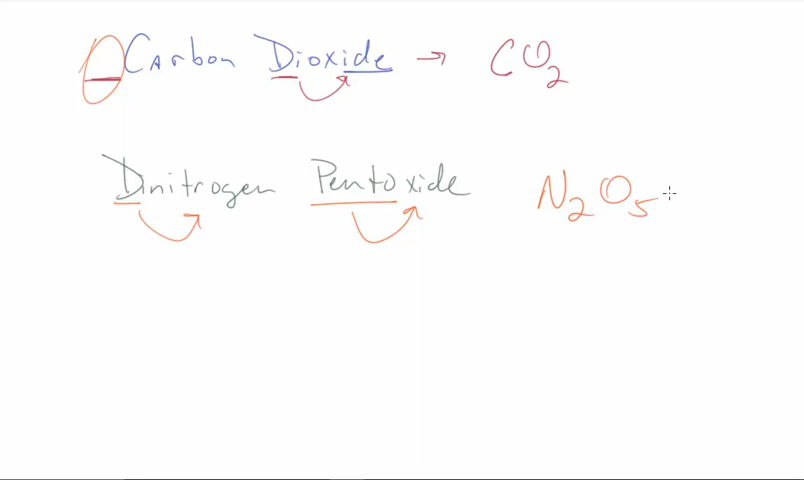 Carbon Dioxide → CO₂
Dinitrogen Pentoxide N₂O₅